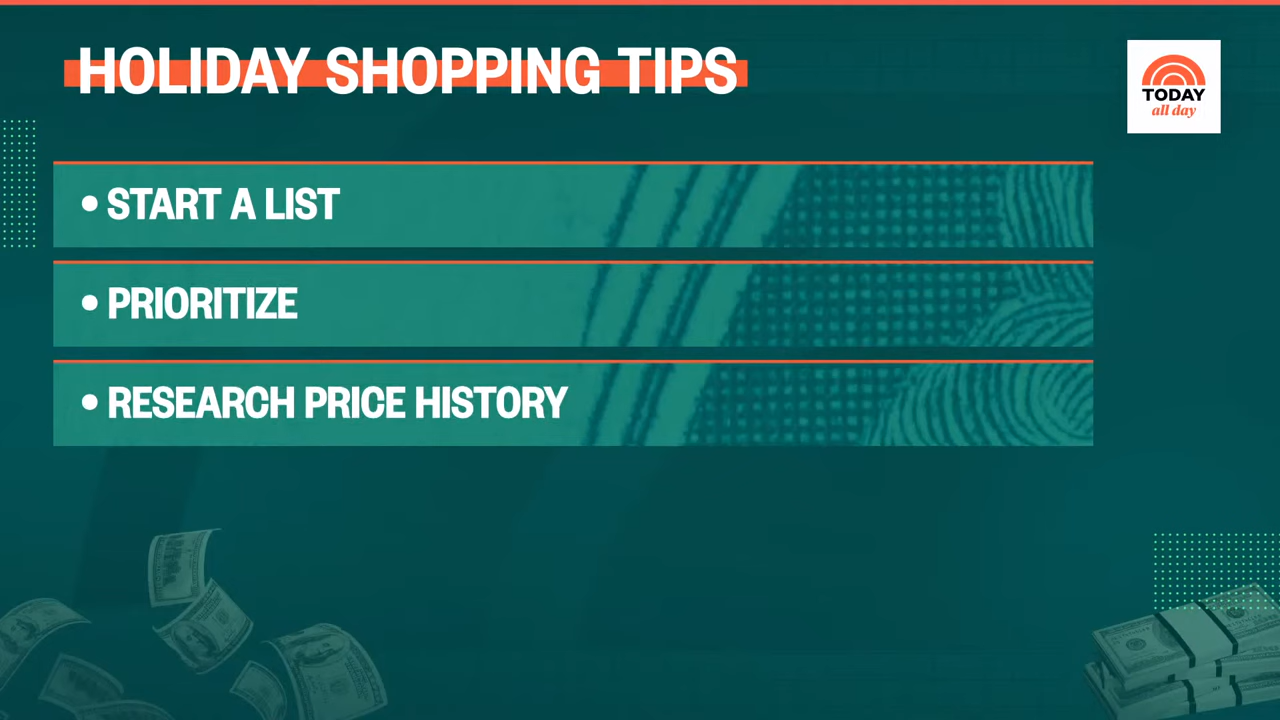 HOLIDAY SHOPPING TIPS
TODAY
all day
• START A LIST
• PRIORITIZE
• RESEARCH PRICE HISTORY